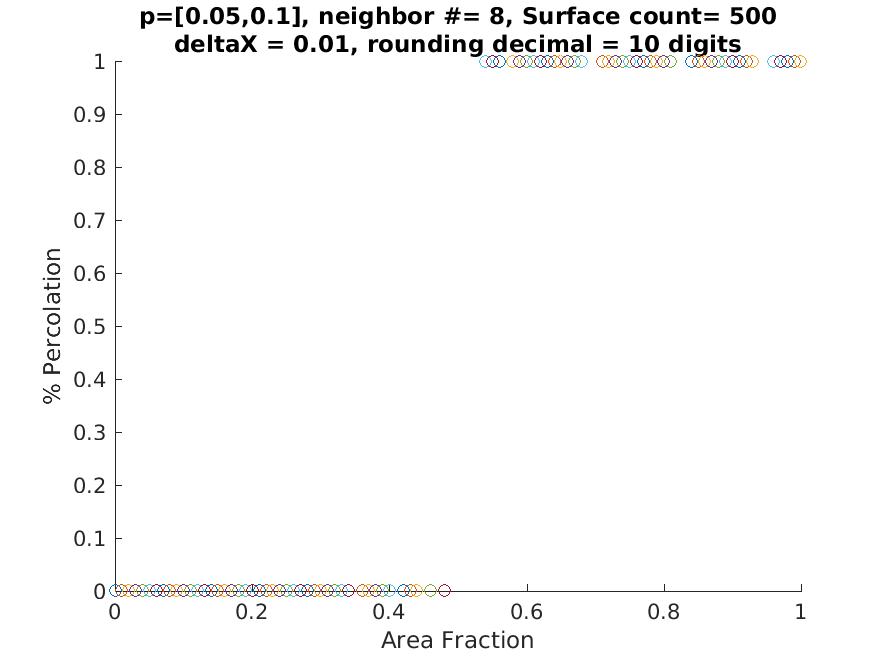 p=[0.05,0.1], neighbor #= 8, Surface count= 500
deltaX = 0.01, rounding decimal = 10 digits
1
0.9
0.8
0.7
0.6
0.5
0.4
0.3
0.2
0.1
0
% Percolation
0 0.2 0.4 0.6 0.8 1
Area Fraction